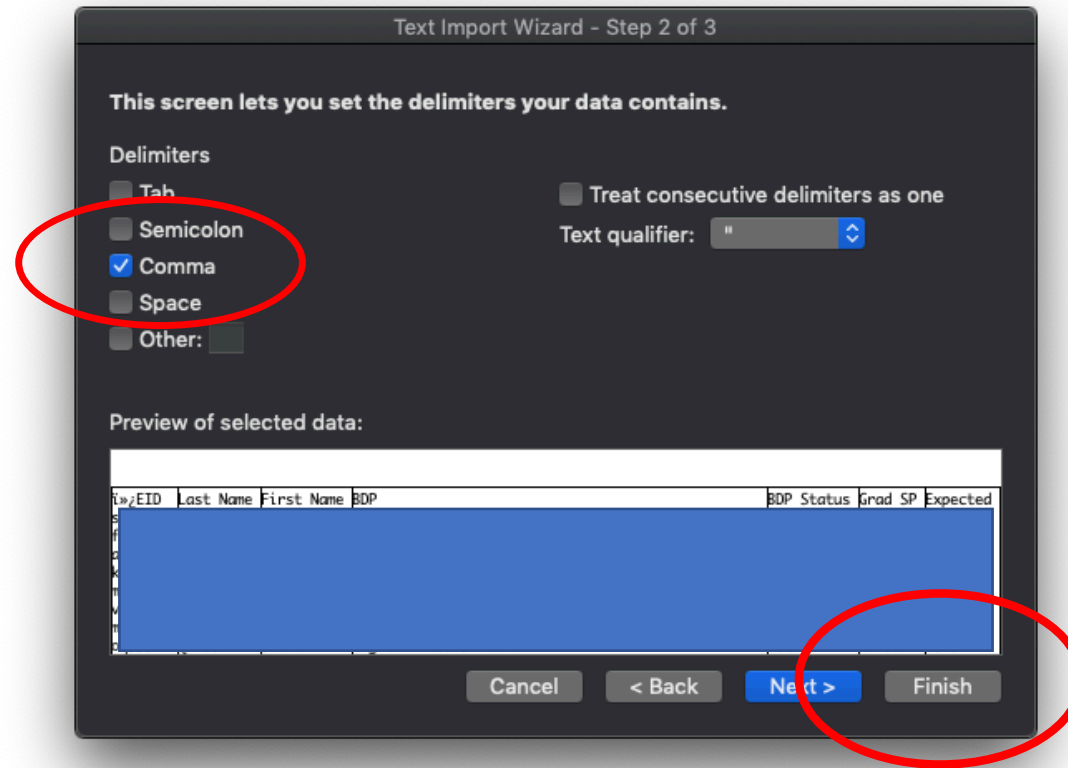 Text Import Wizard – Step 2 of 3
This screen lets you set the delimiters your data contains.
Delimiters
Tab
Semicolon
Comma
Space
Other:
Treat consecutive delimiters as one
Text qualifier: "
Preview of selected data:
ï»¿EID Last Name First Name BDP BDP Status Grad SP Expected
s
f
a
k
m
v
m
Cancel < Back Next > Finish